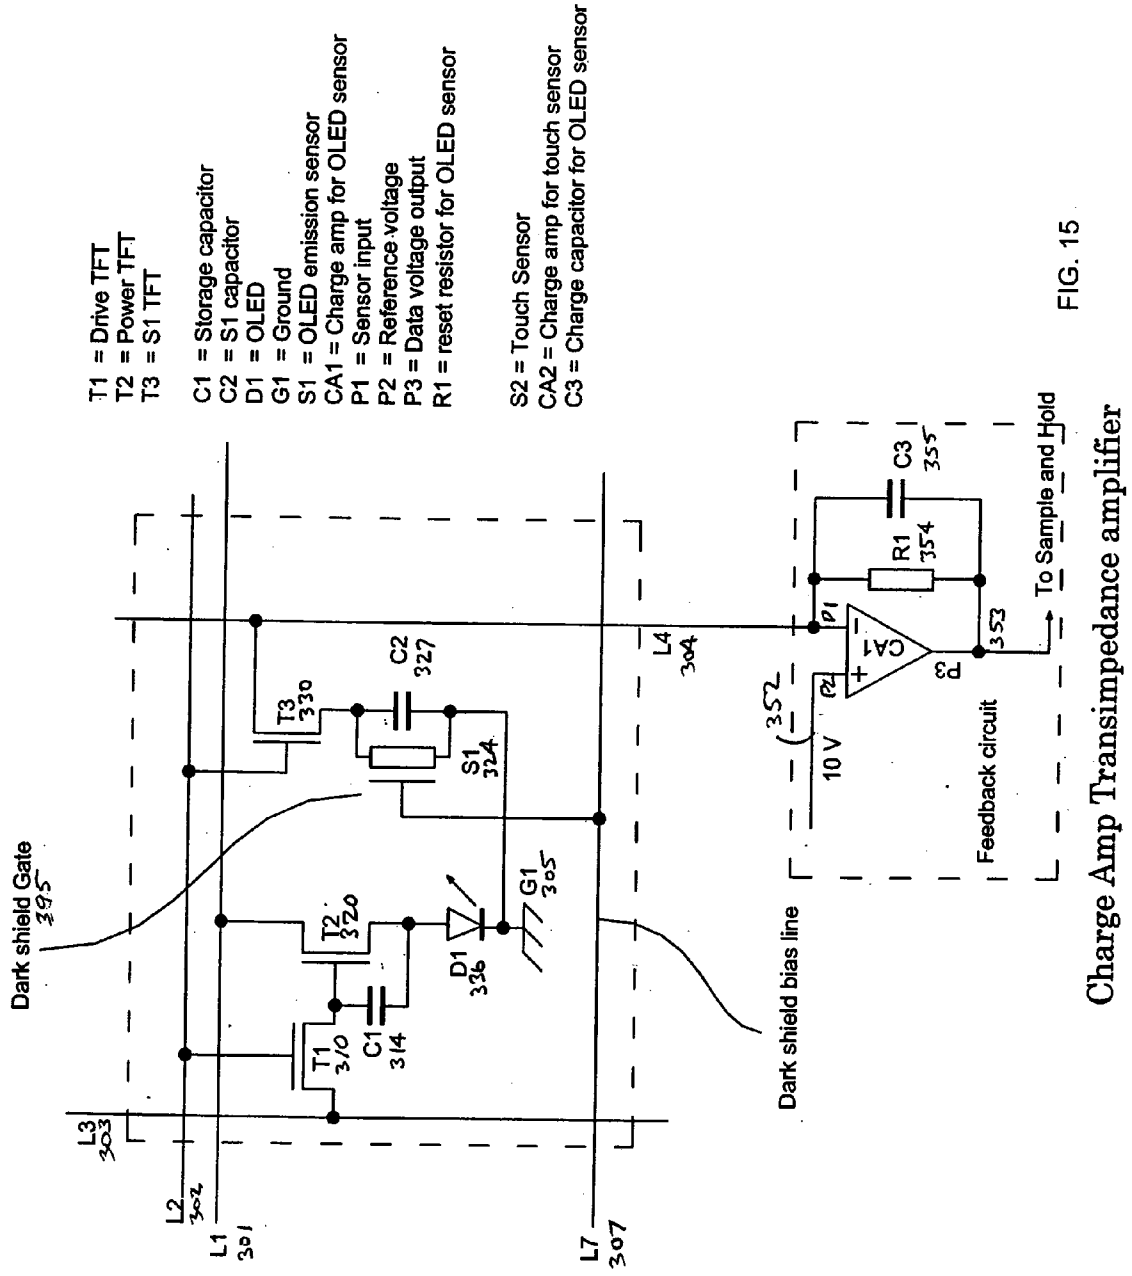 T1 = Drive TFT
T2 = Power TFT
T3 = S1 TFT
C1 = Storage capacitor
C2 = S1 capacitor
D1 = OLED
G1 = Ground
S1 = OLED emission sensor
CA1 = Charge amp for OLED sensor
P1 = Sensor input
P2 = Reference voltage
P3 = Data voltage output
R1 = reset resistor for OLED sensor
S2 = Touch Sensor
CA2 = Charge amp for touch sensor
C3 = Charge capacitor for OLED sensor
Dark shield Gate
395
L3
303
L2
302
L1
301
L7
307
T1
310
C1
314
T2
320
D1
336
G1
305
T3
330
S1
324
C2
327
L4
304
Dark shield bias line
352
10 V
P2
P1
+
−
CA1
P3
353
R1
354
C3
355
Feedback circuit
To Sample and Hold
FIG. 15
Charge Amp Transimpedance amplifier